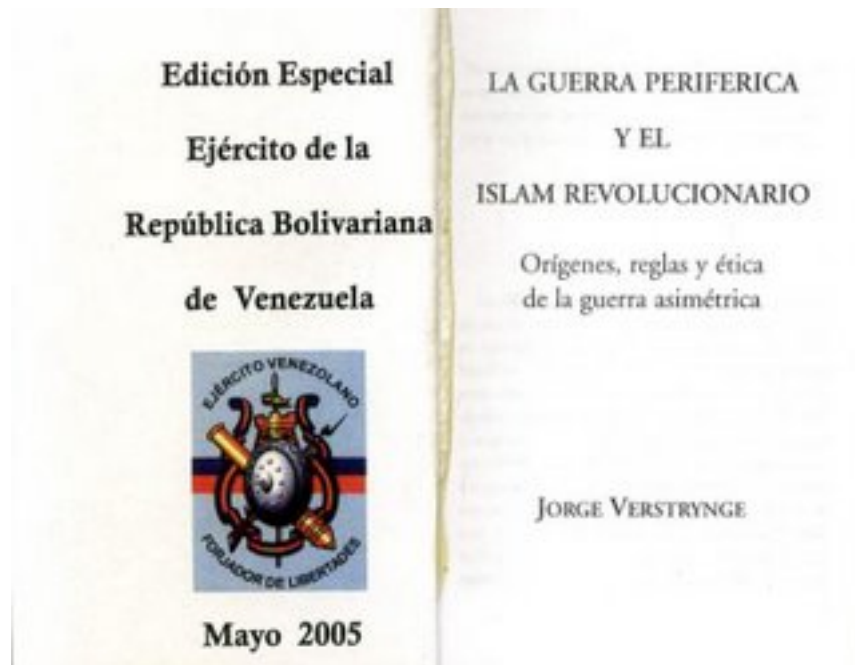 Edición Especial
Ejército de la
República Bolivariana
de Venezuela
EJÉRCITO VENEZOLANO
FORJADOR DE LIBERTADES
Mayo 2005
LA GUERRA PERIFERICA
Y EL
ISLAM REVOLUCIONARIO
Orígenes, reglas y ética
de la guerra asimétrica
JORGE VERSTRYNGE